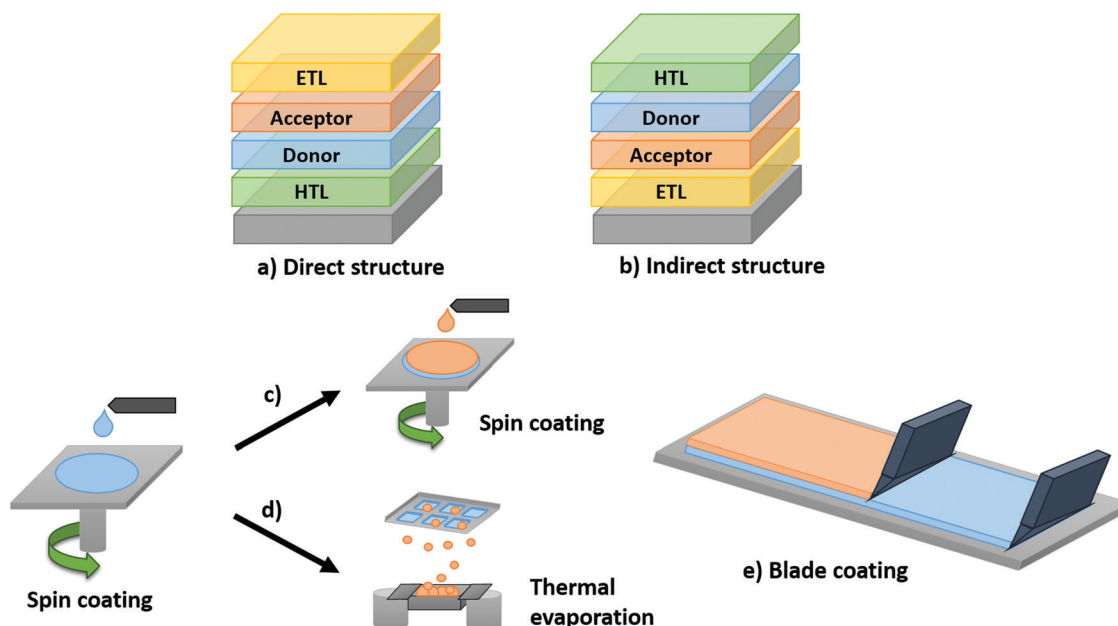 ETL
Acceptor
Donor
HTL
a) Direct structure
HTL
Donor
Acceptor
ETL
b) Indirect structure
Spin coating
c)
Spin coating
d)
Thermal
evaporation
e) Blade coating